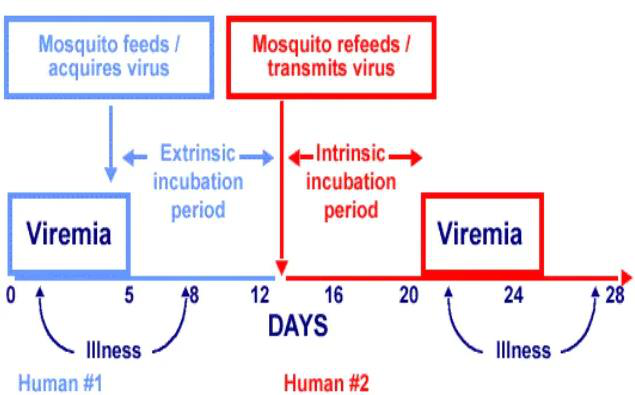 Mosquito feeds /
acquires virus
Mosquito refeeds /
transmits virus
Extrinsic
incubation
period
Intrinsic
incubation
period
Viremia
Viremia
0 5 8 12 16 20 24 28
DAYS
Illness
Illness
Human #1
Human #2